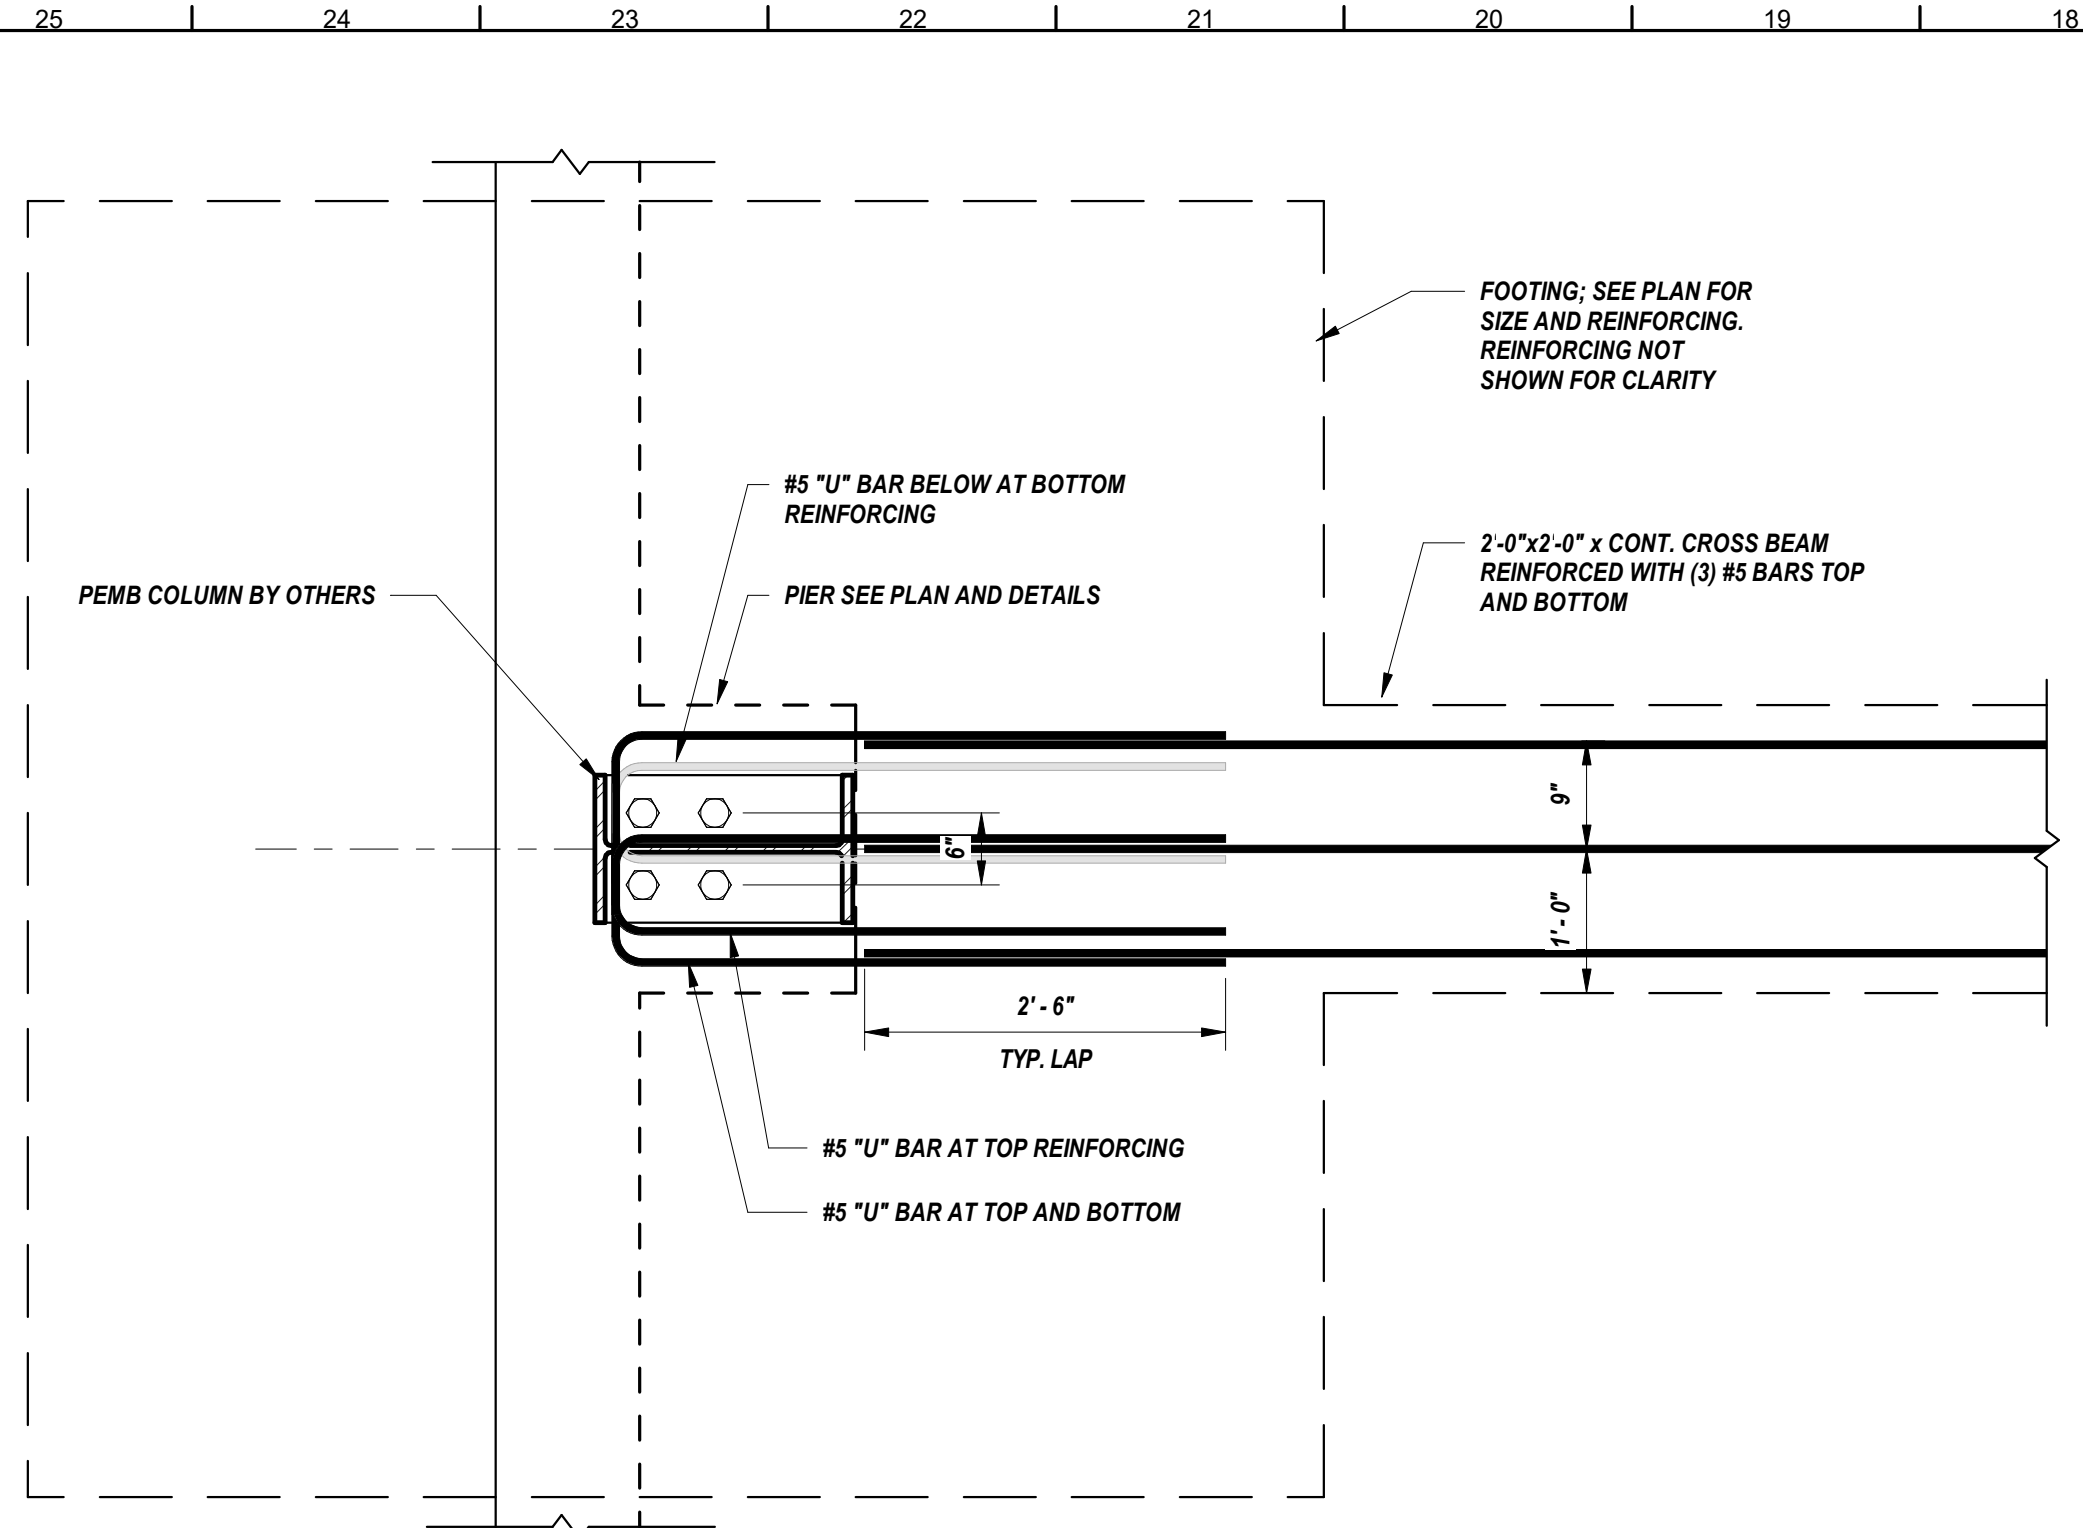 25 24 23 22 21 20 19 18
FOOTING; SEE PLAN FOR
SIZE AND REINFORCING.
REINFORCING NOT
SHOWN FOR CLARITY
#5 "U" BAR BELOW AT BOTTOM
REINFORCING
2'-0"x2'-0" x CONT. CROSS BEAM
REINFORCED WITH (3) #5 BARS TOP
AND BOTTOM
PEMB COLUMN BY OTHERS
PIER SEE PLAN AND DETAILS
9"
6"
1' - 0"
2' - 6"
TYP. LAP
#5 "U" BAR AT TOP REINFORCING
#5 "U" BAR AT TOP AND BOTTOM